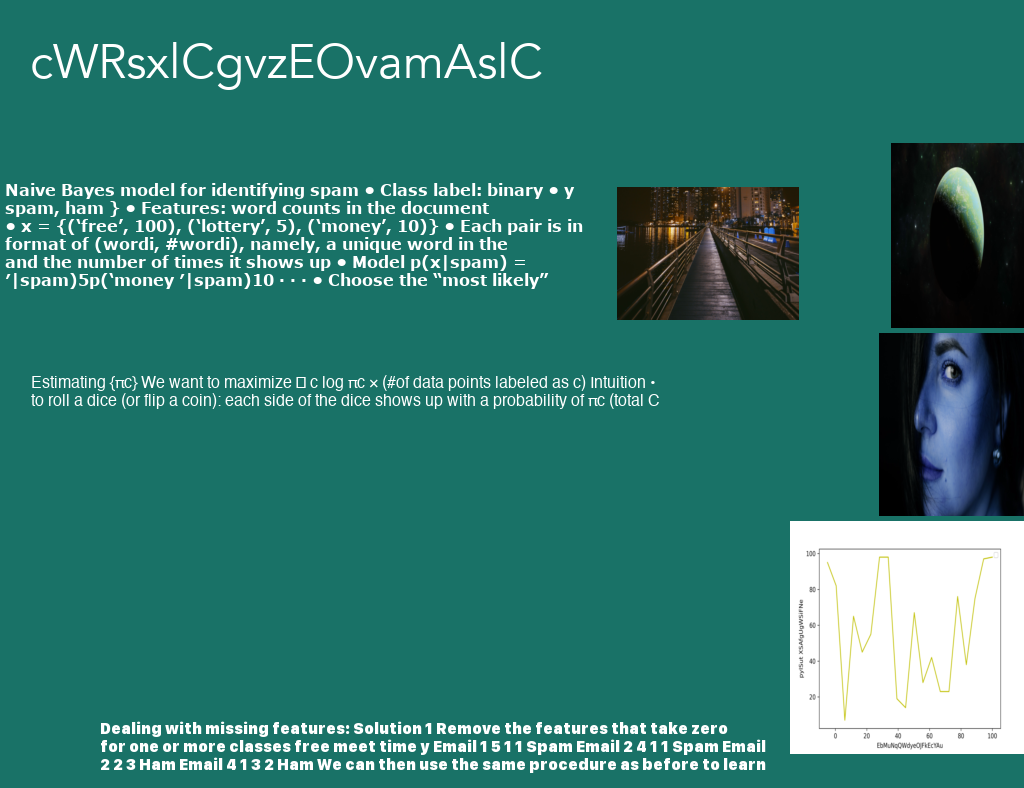 cWRsxlCgvzEOvamAslC
Naive Bayes model for identifying spam • Class label: binary • y
spam, ham } • Features: word counts in the document
• x = {(‘free’, 100), (‘lottery’, 5), (‘money’, 10)} • Each pair is in
format of (wordi, #wordi), namely, a unique word in the
and the number of times it shows up • Model p(x|spam) =
’|spam)5p(‘money ’|spam)10 · · · • Choose the “most likely”
Estimating {πc} We want to maximize c log πc × (#of data points labeled as c) Intuition •
to roll a dice (or flip a coin): each side of the dice shows up with a probability of πc (total C
100
80
60
40
20
0 20 40 60 80 100
Dealing with missing features: Solution 1 Remove the features that take zero
for one or more classes free meet time y Email 1 5 1 1 Spam Email 2 4 1 1 Spam Email
2 2 3 Ham Email 4 1 3 2 Ham We can then use the same procedure as before to learn